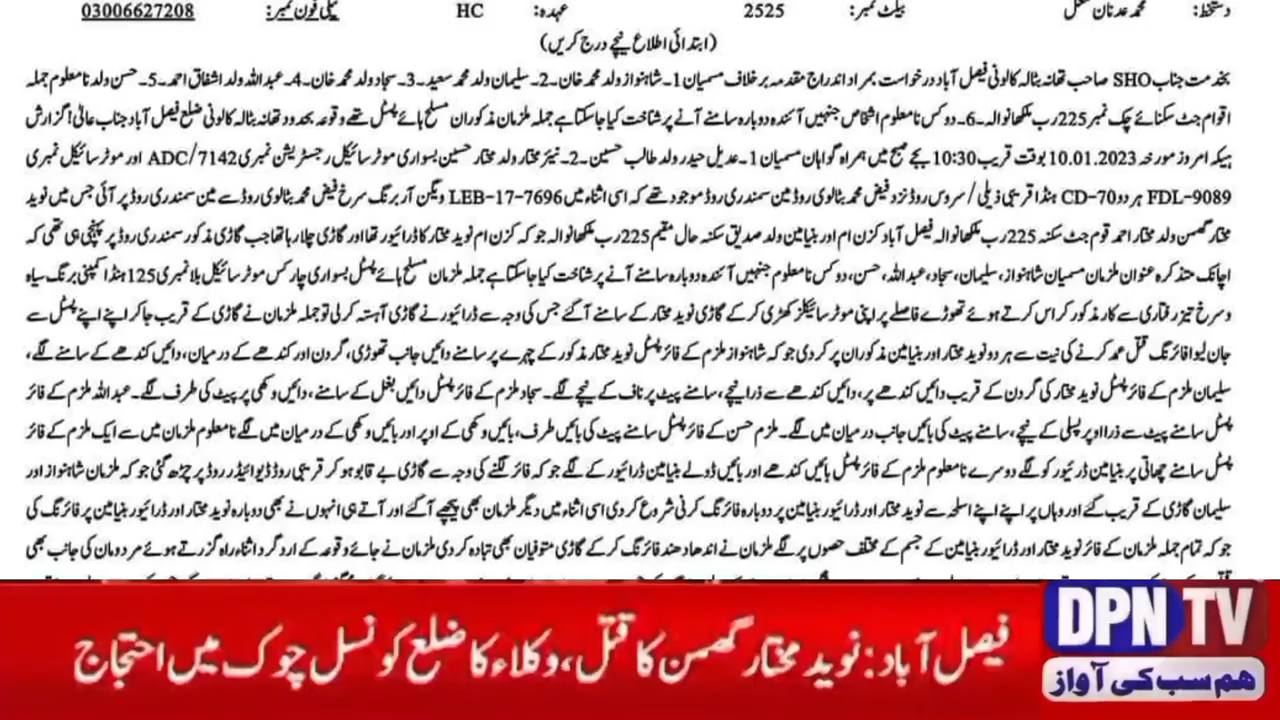 دستخط: محمد عدنان مغل بیلٹ نمبر: 2525 عہدہ: HC ٹیلی فون نمبر: 03006627208
(ابتدائی اطلاع نیچے درج کریں)
بخدمت جناب SHO صاحب تھانہ بٹالہ کالونی فیصل آباد درخواست بمراد اندراج مقدمہ برخلاف مسمیان 1۔شاہنواز ولد محمد خان۔2۔ سلیمان ولد محمد سعید۔3۔سجاد ولد محمد خان۔4۔عبداللہ ولد اشفاق احمد۔5۔حسن ولد نامعلوم جملہ
اقوام جٹ سکنائے چک نمبر 225 رب ملکھانوالہ۔6۔دو کس نامعلوم اشخاص جنہیں آئندہ دوبارہ سامنے آنے پر شناخت کیا جاسکتا ہے جملہ ملزمان مذکوران مسلح ہائے پسٹل تھے وقوعہ بحدود تھانہ بٹالہ کالونی ضلع فیصل آباد جناب عالی! گزارش
ہیکہ امروز مورخہ 10.01.2023 بوقت قریب 10:30 بجے صبح میں ہمراہ گواہان مسمیان 1۔عدیل حیدر ولد طالب حسین۔2۔نیئر مختار ولد مختار حسین بسواری موٹر سائیکل رجسٹریشن نمبری ADC/7142 اور موٹر سائیکل نمبری
FDL-9089 ہر دو CD-70 ہنڈا قریبی ذیلی/سروس روڈ نزد فیض محمد بٹالوی روڈ مین سمندری روڈ موجود تھے کہ اسی اثناء میں LEB-17-7696 ویگن آر برنگ سرخ فیض محمد بٹالوی روڈ سے مین سمندری روڈ پر آئی جس میں نوید
مختار گھمن ولد مختار احمد قوم جٹ سکنہ 225 رب ملکھانوالہ فیصل آباد کزن ام اور بنیامین ولد صدیق سکنہ حال مقیم 225 رب ملکھانوالہ جو کہ کزن ام نوید مختار کا ڈرائیور تھا اور گاڑی چلا رہا تھا جب گاڑی مذکور سمندری روڈ پر پہنچی ہی تھی کہ
اچانک متذکرہ عنوان ملزمان مسمیان شاہنواز، سلیمان، سجاد، عبداللہ، حسن، دو کس نامعلوم جنہیں آئندہ دوبارہ سامنے آنے پر شناخت کیا جاسکتا ہے جملہ ملزمان مسلح ہائے پسٹل بسواری چار کس موٹر سائیکل بلا نمبری 125 ہنڈا کمپنی برنگ سیاہ
و سرخ تیز رفتاری سے کار مذکور کراس کرتے ہوئے تھوڑے فاصلے پر اپنی موٹر سائیکلز کھڑی کر کے گاڑی نوید مختار کے سامنے آگئے جس کی وجہ سے ڈرائیور نے گاڑی آہستہ کر لی تو جملہ ملزمان نے گاڑی کے قریب جا کر اپنے اپنے پسٹل سے
جان لیوا فائرنگ قتل عمد کرنے کی نیت سے ہر دو نوید مختار اور بنیامین مذکوران پر کر دی جو کہ شاہنواز ملزم کے فائر پسٹل نوید مختار مذکور کے چہرے پر سامنے دائیں جانب تھوڑی، گردن اور کندھے کے درمیان، دائیں کندھے کے سامنے لگے،
سلیمان ملزم کے فائر پسٹل نوید مختار کی گردن کے قریب دائیں کندھے پر، دائیں کندھے سے ذرا نیچے، سامنے پیٹ پر ناف کے نیچے لگے۔ سجاد ملزم کے فائر پسٹل دائیں بغل کے سامنے، دائیں وکھی پر پیٹ کی طرف لگے۔ عبداللہ ملزم کے فائر
پسٹل سامنے پیٹ سے ذرا اوپر پسلی کے نیچے، سامنے پیٹ کی بائیں جانب درمیان میں لگے۔ ملزم حسن کے فائر پسٹل سامنے پیٹ کی بائیں طرف، بائیں وکھی کے اوپر اور بائیں وکھی کے درمیان میں لگے نامعلوم ملزمان میں سے ایک ملزم کے فائر
پسٹل سامنے چھاتی پر بنیامین ڈرئیور کو لگے دوسرے نامعلوم ملزم کے فائر پسٹل بائیں کندھے اور بائیں ڈولے بنیامین ڈرائیور کے لگے جو کہ فائر لگنے کی وجہ سے گاڑی بے قابو ہو کر قریبی روڈ ڈیوائیڈر روڈ پر چڑھ گئی جو کہ ملزمان شاہنواز اور
سلیمان گاڑی کے قریب گئے اور وہاں پر اپنے اپنے اسلحہ سے نوید مختار اور ڈرائیور بنیامین پر دوبارہ فائرنگ کرنی شروع کر دی اسی اثناء میں دیگر ملزمان بھی پیچھے آگئے اور آتے ہی انہوں نے بھی دوبارہ نوید مختار اور ڈرائیور بنیامین پر فائرنگ کی
جو کہ تمام جملہ ملزمان کے فائر نوید مختار اور ڈرائیور بنیامین کے جسم کے مختلف حصوں پر لگے ملزمان نے اندھا دھند فائرنگ کر کے گاڑی متوفیان بھی تباہ کر دی ملزمان نے جائے وقوعہ کے ارد گرد اثناء راہ گزرتے ہوئے مردومان کی جانب بھی
فیصل آباد: نوید مختار گھمن کا قتل، وکلاء کا ضلع کونسل چوک میں احتجاج
DPN TV
ہم سب کی آواز